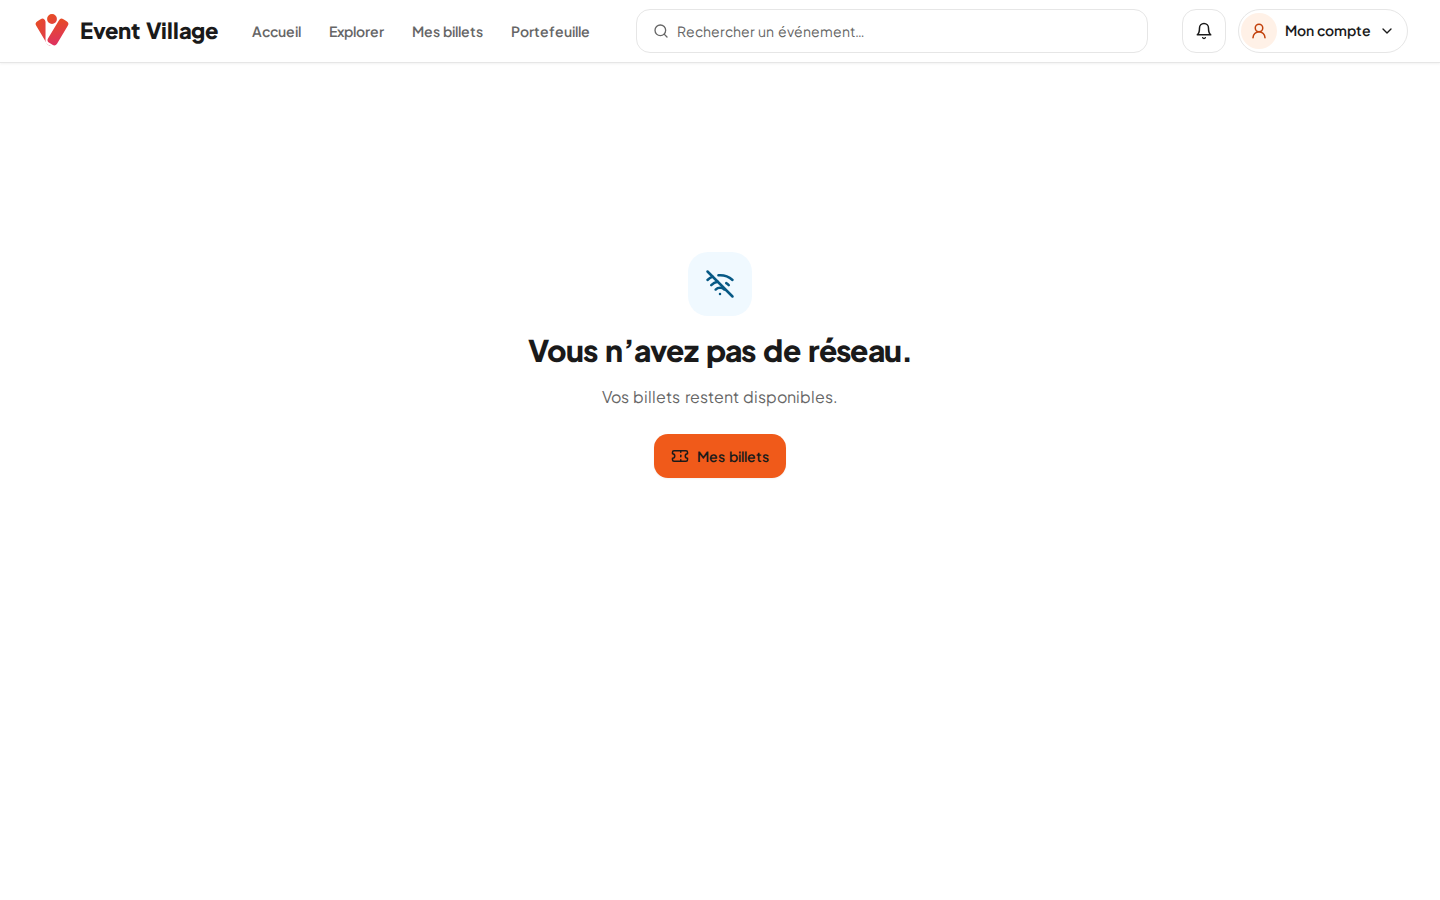 Event Village
Accueil
Explorer
Mes billets
Portefeuille
Rechercher un événement…
Mon compte
Vous n’avez pas de réseau.
Vos billets restent disponibles.
Mes billets